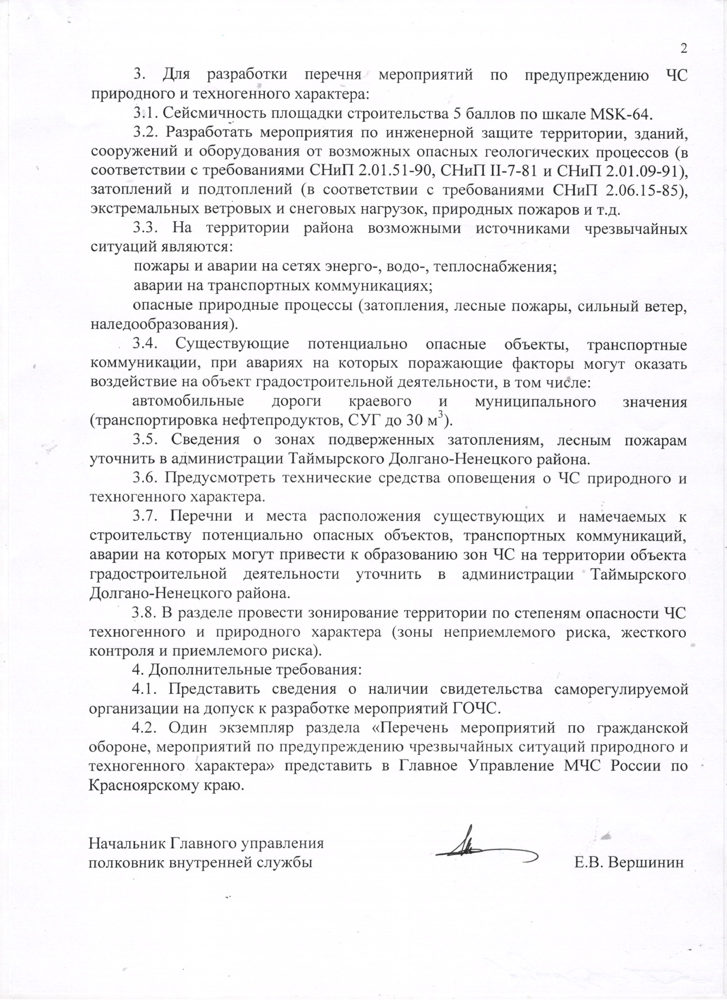 2
3. Для разработки перечня мероприятий по предупреждению ЧС
природного и техногенного характера:
3.1. Сейсмичность площадки строительства 5 баллов по шкале MSK-64.
3.2. Разработать мероприятия по инженерной защите территории, зданий,
сооружений и оборудования от возможных опасных геологических процессов (в
соответствии с требованиями СНиП 2.01.51-90, СНиП II-7-81 и СНиП 2.01.09-91),
затоплений и подтоплений (в соответствии с требованиями СНиП 2.06.15-85),
экстремальных ветровых и снеговых нагрузок, природных пожаров и т.д.
3.3. На территории района возможными источниками чрезвычайных
ситуаций являются:
пожары и аварии на сетях энерго-, водо-, теплоснабжения;
аварии на транспортных коммуникациях;
опасные природные процессы (затопления, лесные пожары, сильный ветер,
наледообразования).
3.4. Существующие потенциально опасные объекты, транспортные
коммуникации, при авариях на которых поражающие факторы могут оказать
воздействие на объект градостроительной деятельности, в том числе:
автомобильные дороги краевого и муниципального значения
(транспортировка нефтепродуктов, СУГ до 30 м³).
3.5. Сведения о зонах подверженных затоплениям, лесным пожарам
уточнить в администрации Таймырского Долгано-Ненецкого района.
3.6. Предусмотреть технические средства оповещения о ЧС природного и
техногенного характера.
3.7. Перечни и места расположения существующих и намечаемых к
строительству потенциально опасных объектов, транспортных коммуникаций,
аварии на которых могут привести к образованию зон ЧС на территории объекта
градостроительной деятельности уточнить в администрации Таймырского
Долгано-Ненецкого района.
3.8. В разделе провести зонирование территории по степеням опасности ЧС
техногенного и природного характера (зоны неприемлемого риска, жесткого
контроля и приемлемого риска).
4. Дополнительные требования:
4.1. Представить сведения о наличии свидетельства саморегулируемой
организации на допуск к разработке мероприятий ГОЧС.
4.2. Один экземпляр раздела «Перечень мероприятий по гражданской
обороне, мероприятий по предупреждению чрезвычайных ситуаций природного и
техногенного характера» представить в Главное Управление МЧС России по
Красноярскому краю.
Начальник Главного управления
полковник внутренней службы Е.В. Вершинин